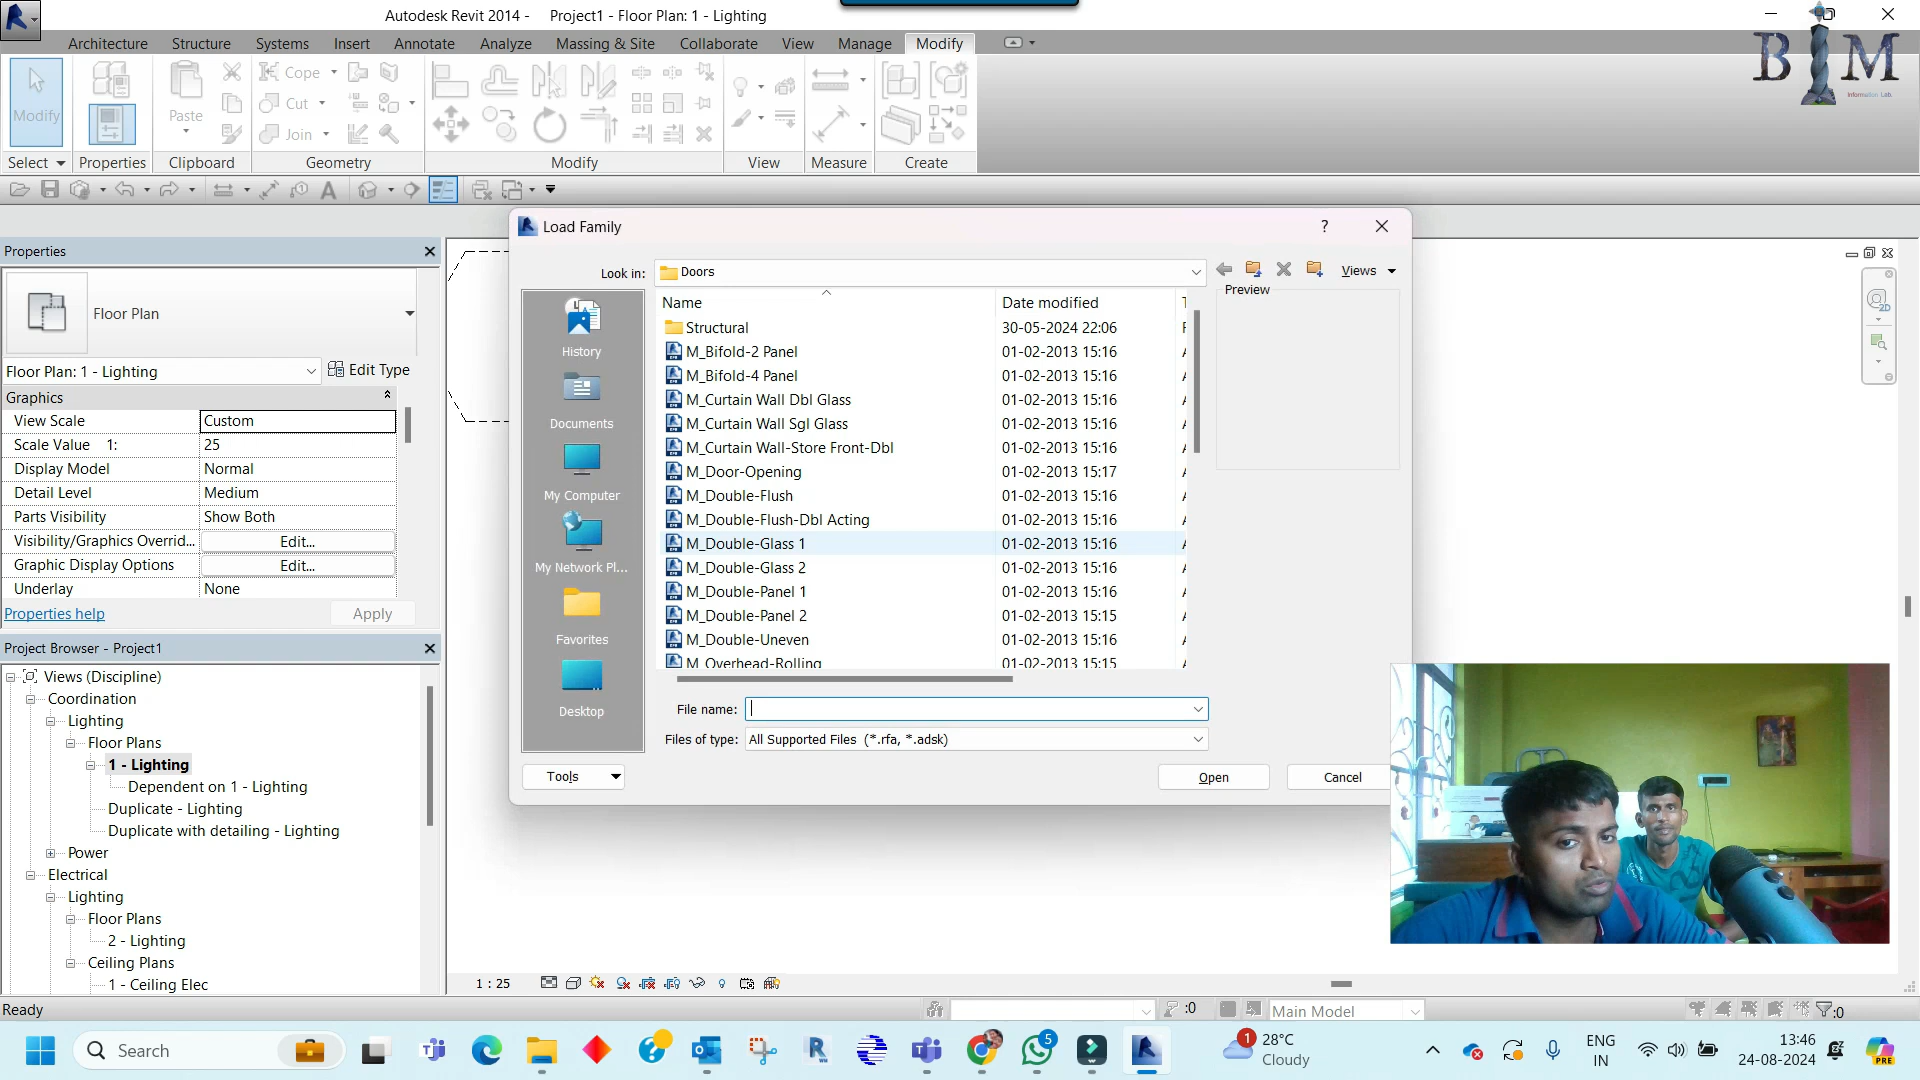 Autodesk Revit 2014 - Project1 - Floor Plan: 1 - Lighting
Architecture Structure Systems Insert Annotate Analyze Massing & Site Collaborate View Manage Modify
BIM
Information Lab.
Modify Paste Cope Cut Join
Select Properties Clipboard Geometry Modify View Measure Create
A
Properties
Floor Plan
Floor Plan: 1 - Lighting Edit Type
Graphics
View Scale Custom
Scale Value 1: 25
Display Model Normal
Detail Level Medium
Parts Visibility Show Both
Visibility/Graphics Overrid... Edit...
Graphic Display Options Edit...
Underlay None
Properties help Apply
Project Browser - Project1
Views (Discipline)
Coordination
Lighting
Floor Plans
1 - Lighting
Dependent on 1 - Lighting
Duplicate - Lighting
Duplicate with detailing - Lighting
Power
Electrical
Lighting
Floor Plans
2 - Lighting
Ceiling Plans
1 - Ceiling Elec
Load Family ?
Look in: Doors Views
History
Documents
My Computer
My Network Pl...
Favorites
Desktop
Name Date modified
Structural 30-05-2024 22:06
M_Bifold-2 Panel 01-02-2013 15:16
M_Bifold-4 Panel 01-02-2013 15:16
M_Curtain Wall Dbl Glass 01-02-2013 15:16
M_Curtain Wall Sgl Glass 01-02-2013 15:16
M_Curtain Wall-Store Front-Dbl 01-02-2013 15:16
M_Door-Opening 01-02-2013 15:17
M_Double-Flush 01-02-2013 15:16
M_Double-Flush-Dbl Acting 01-02-2013 15:16
M_Double-Glass 1 01-02-2013 15:16
M_Double-Glass 2 01-02-2013 15:16
M_Double-Panel 1 01-02-2013 15:16
M_Double-Panel 2 01-02-2013 15:15
M_Double-Uneven 01-02-2013 15:16
M_Overhead-Rolling 01-02-2013 15:15
Preview
File name:
Files of type: All Supported Files (*.rfa, *.adsk)
Tools Open Cancel
2D
1 : 25
Ready :0 Main Model :0
Search 5 1 28°C Cloudy ENG IN 13:46 24-08-2024 PRE